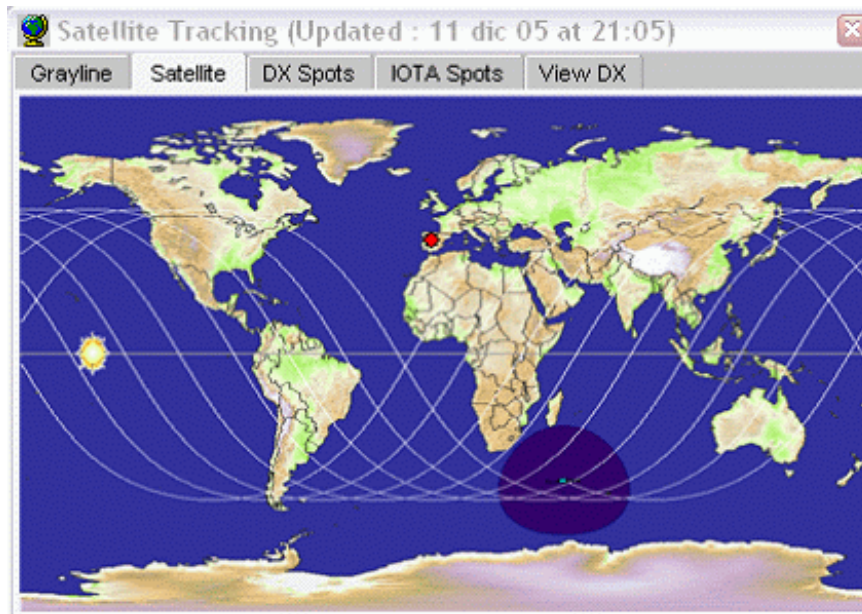 Satellite Tracking (Updated : 11 dic 05 at 21:05)
Grayline Satellite DX Spots IOTA Spots View DX